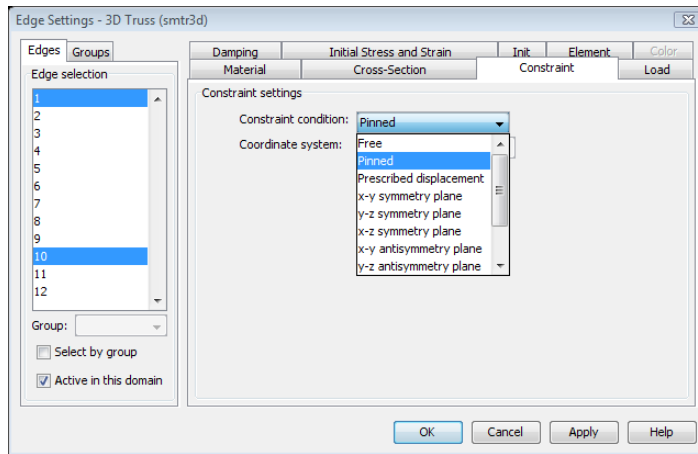 Edge Settings - 3D Truss (smtr3d)
Edges Groups
Edge selection
1
2
3
4
5
6
7
8
9
10
11
12
Group:
Select by group
Active in this domain
Damping Initial Stress and Strain Init Element Color
Material Cross-Section Constraint Load
Constraint settings
Constraint condition: Pinned
Coordinate system:
Free
Pinned
Prescribed displacement
x-y symmetry plane
y-z symmetry plane
x-z symmetry plane
x-y antisymmetry plane
y-z antisymmetry plane
OK Cancel Apply Help